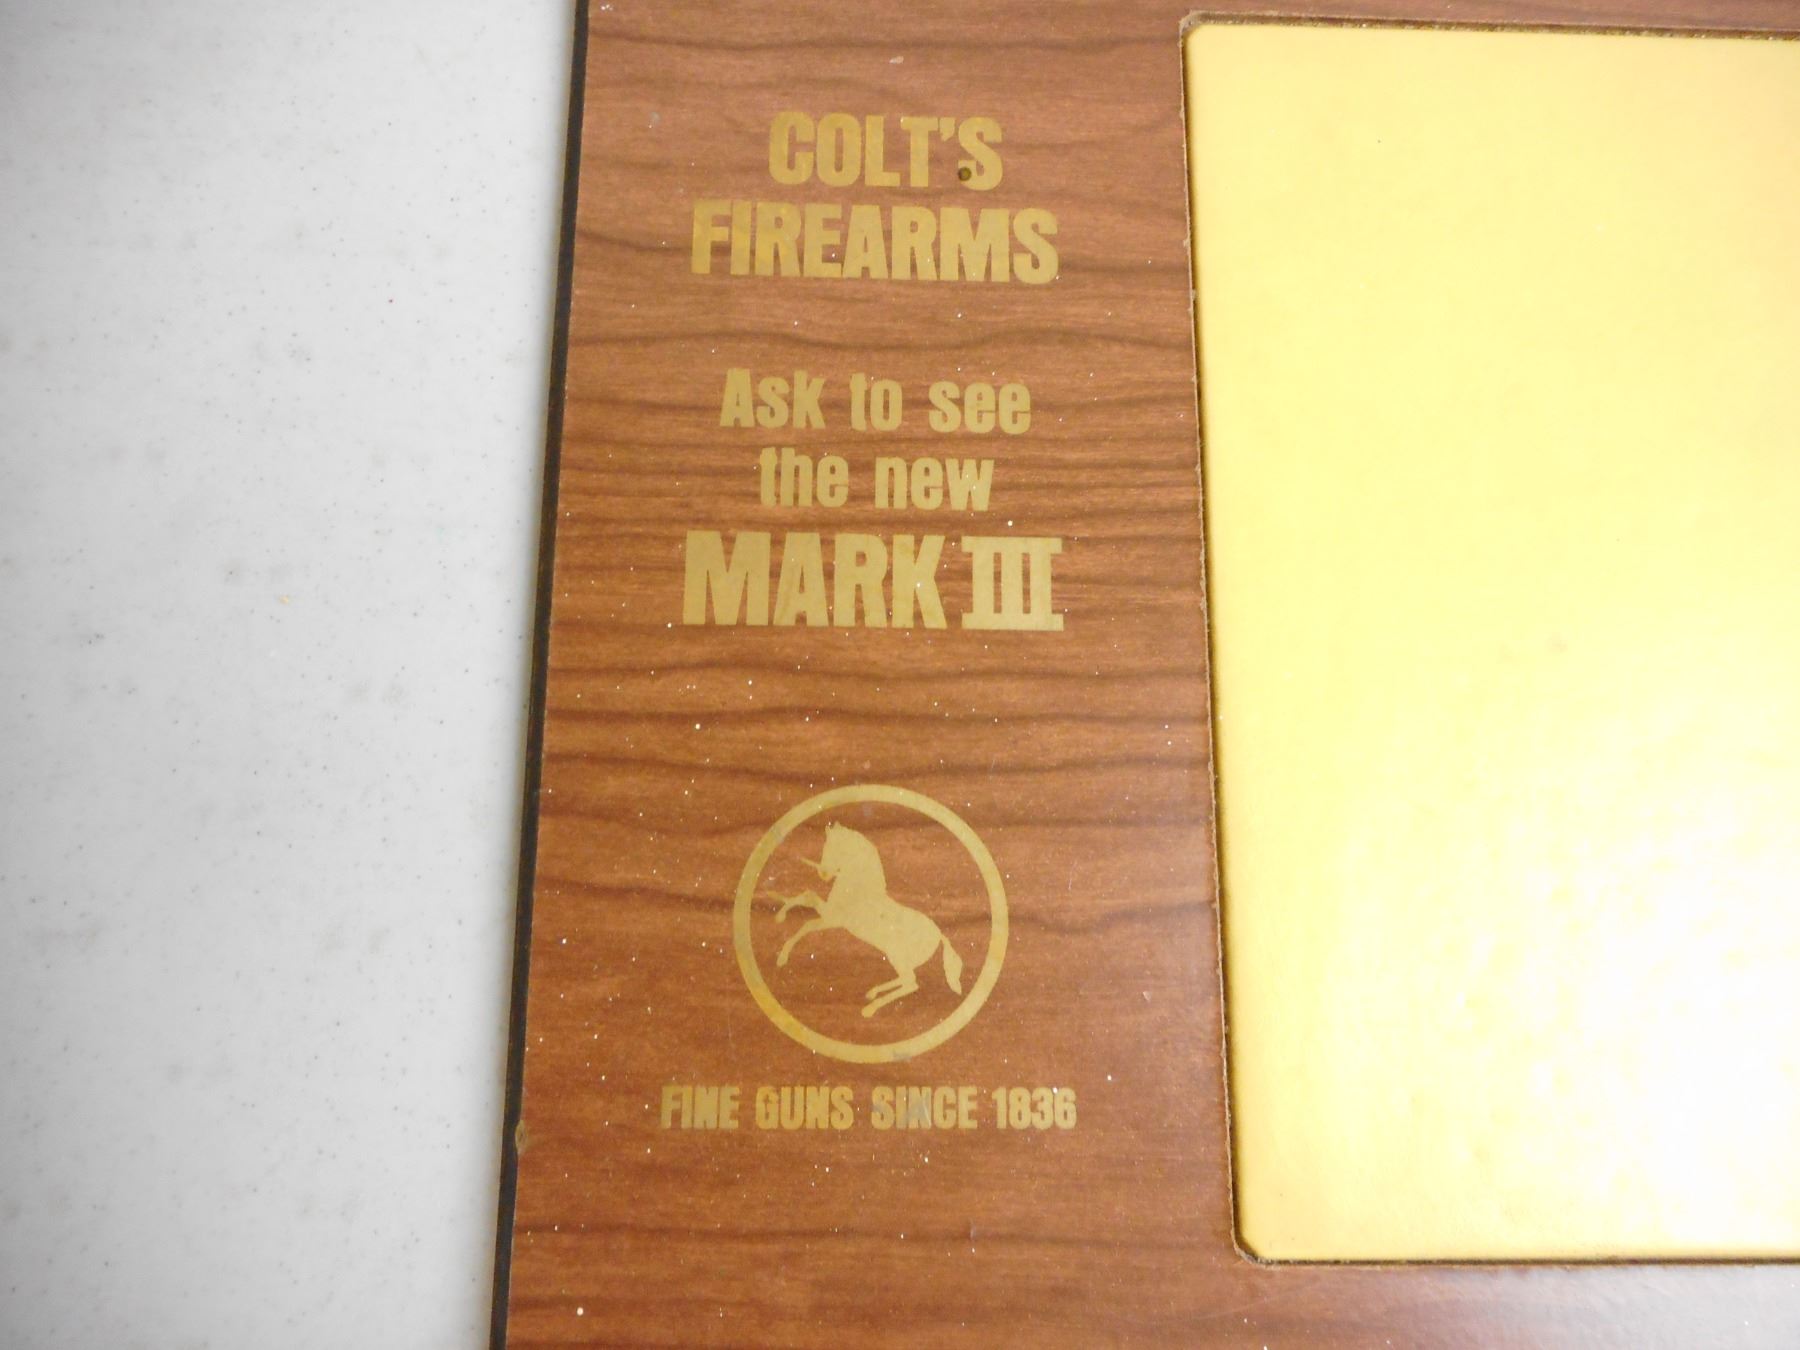 COLT'S
FIREARMS
Ask to see
the new
MARK III
FINE GUNS SINCE 1836